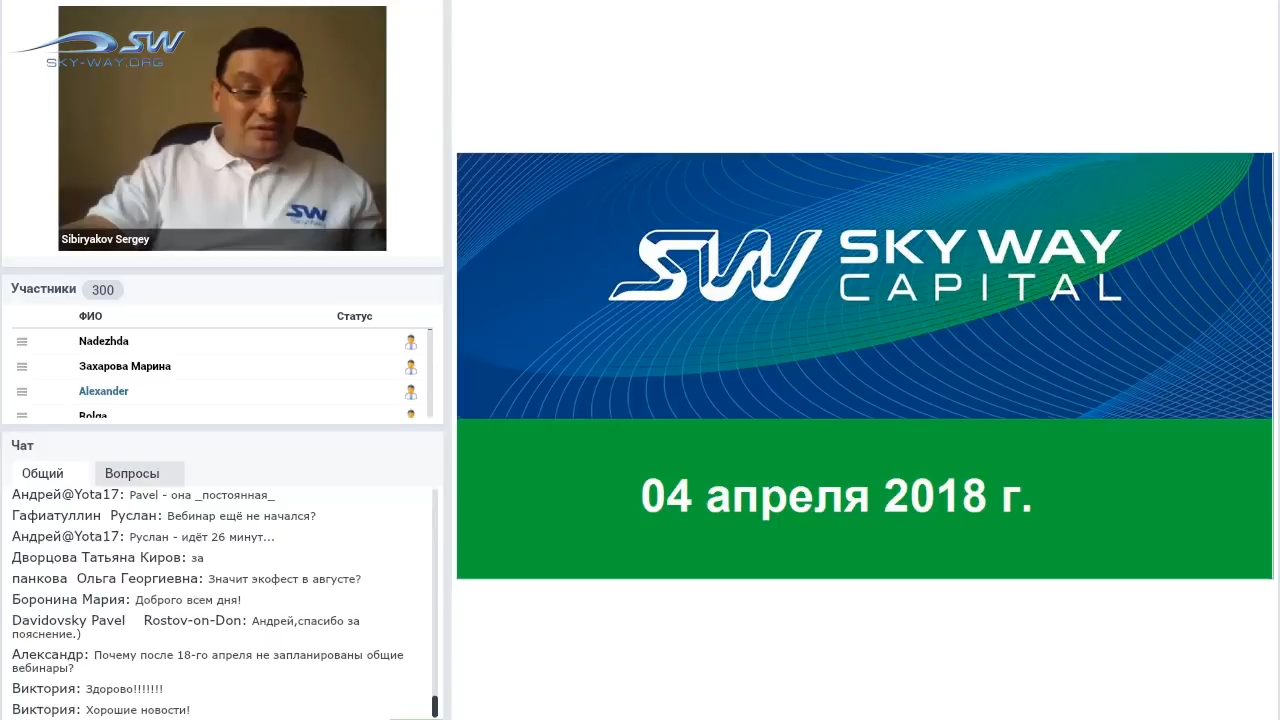 SW
SKY-WAY.ORG
SW
Sibiryakov Sergey
Участники 300
ФИО Статус
Nadezhda
Захарова Марина
Alexander
Bolga
Чат
Общий Вопросы
Андрей@Yota17: Pavel - она _постоянная_
Гафиатуллин Руслан: Вебинар ещё не начался?
Андрей@Yota17: Руслан - идёт 26 минут...
Дворцова Татьяна Киров: за
панкова Ольга Георгиевна: Значит экофест в августе?
Боронина Мария: Доброго всем дня!
Davidovsky Pavel Rostov-on-Don: Андрей,спасибо за
пояснение.)
Александр: Почему после 18-го апреля не запланированы общие
вебинары?
Виктория: Здорово!!!!!!!
Виктория: Хорошие новости!
SW SKY WAY
CAPITAL
04 апреля 2018 г.